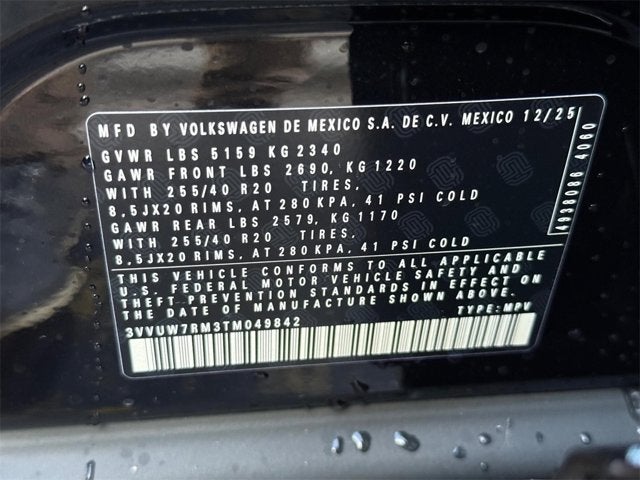 MFD BY VOLKSWAGEN DE MEXICO S.A. DE C.V. MEXICO 12/25
GVWR LBS 5159 KG 2340
GAWR FRONT LBS 2690, KG 1220
WITH 255/40 R20 TIRES,
8,5JX20 RIMS, AT 280 KPA, 41 PSI COLD
GAWR REAR LBS 2579, KG 1170
WITH 255/40 R20 TIRES,
8,5JX20 RIMS, AT 280 KPA, 41 PSI COLD
THIS VEHICLE CONFORMS TO ALL APPLICABLE
U.S. FEDERAL MOTOR VEHICLE SAFETY AND
THEFT PREVENTION STANDARDS IN EFFECT ON
THE DATE OF MANUFACTURE SHOWN ABOVE.
3VVUW7RM3TM049842 TYPE: MPV
4938086 4060